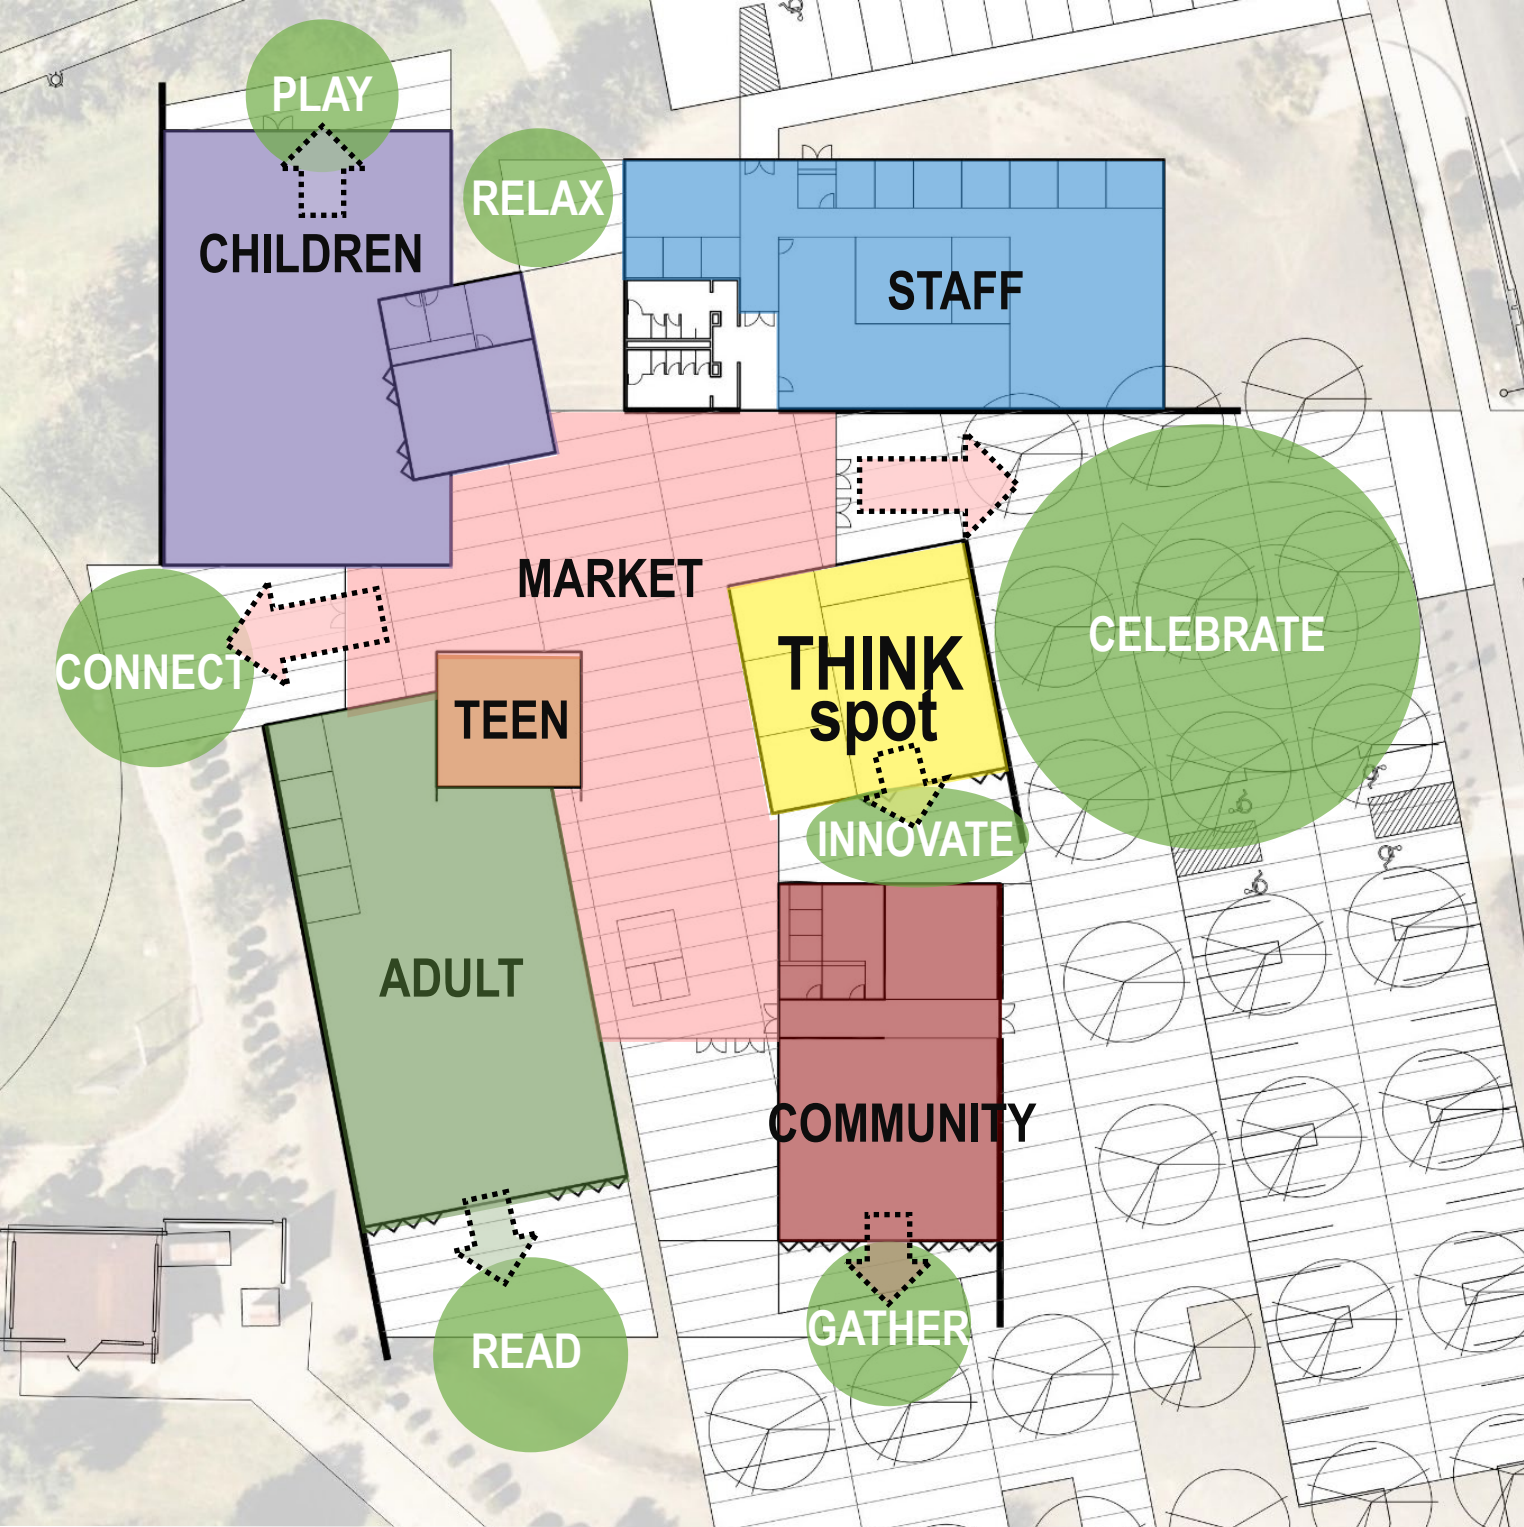 PLAY
RELAX
CHILDREN
STAFF
MARKET
THINK
spot
CELEBRATE
CONNECT
TEEN
INNOVATE
ADULT
COMMUNITY
READ
GATHER